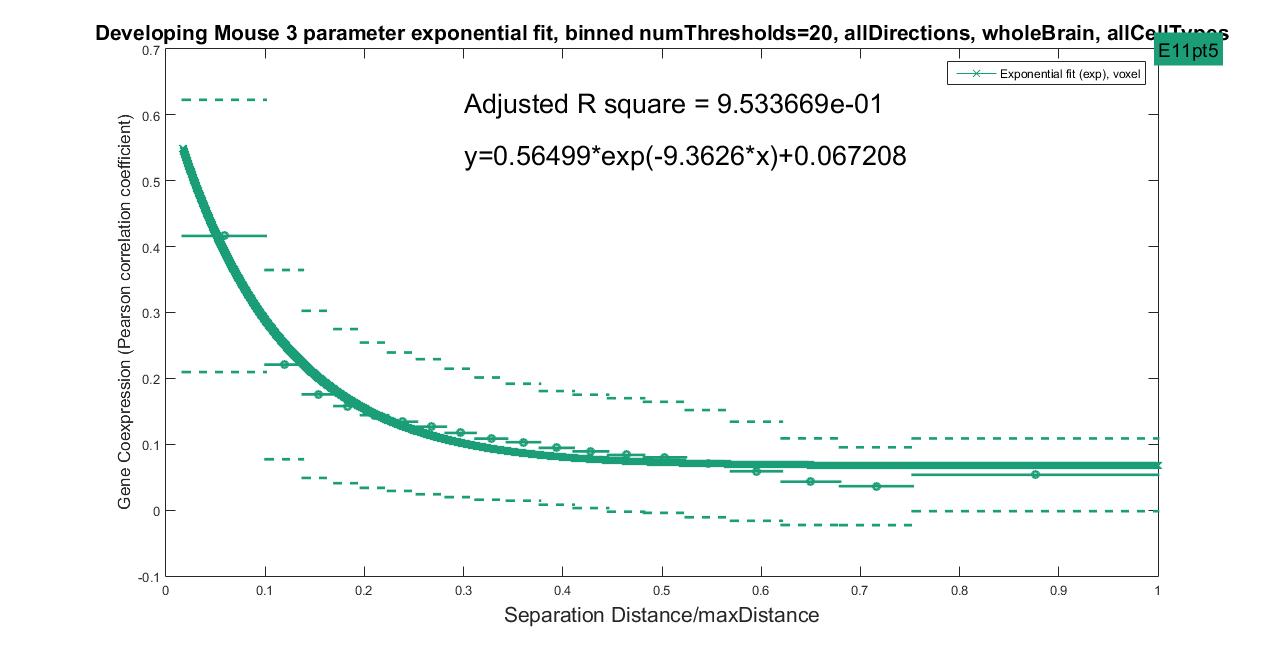 Developing Mouse 3 parameter exponential fit, binned numThresholds=20, allDirections, wholeBrain, allCellTypes
E11pt5
Exponential fit (exp), voxel
Adjusted R square = 9.533669e-01
y=0.56499*exp(-9.3626*x)+0.067208
Gene Coexpression (Pearson correlation coefficient)
0.7
0.6
0.5
0.4
0.3
0.2
0.1
0
-0.1
0 0.1 0.2 0.3 0.4 0.5 0.6 0.7 0.8 0.9 1
Separation Distance/maxDistance